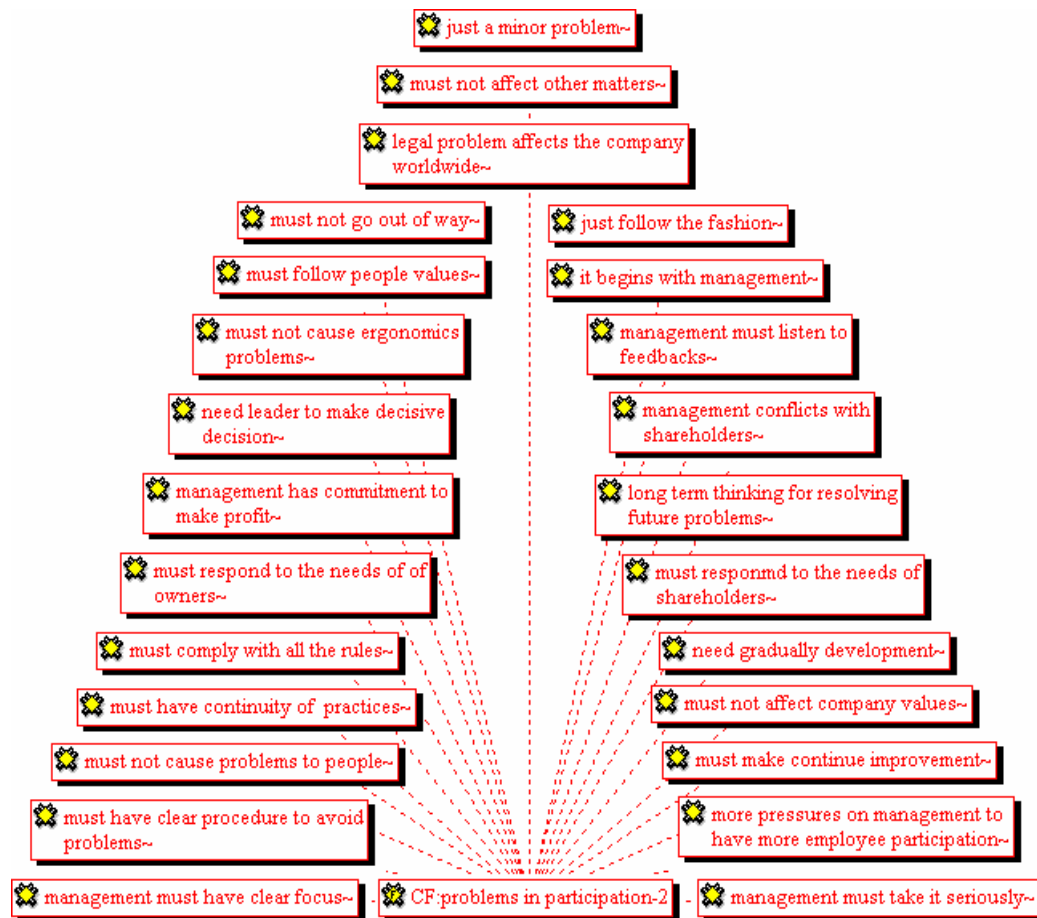 just a minor problem~
must not affect other matters~
legal problem affects the company
worldwide~
must not go out of way~
just follow the fashion~
must follow people values~
it begins with management~
must not cause ergonomics
problems~
management must listen to
feedbacks~
need leader to make decisive
decision~
management conflicts with
shareholders~
management has commitment to
make profit~
long term thinking for resolving
future problems~
must respond to the needs of of
owners~
must responmd to the needs of
shareholders~
must comply with all the rules~
need gradually development~
must have continuity of practices~
must not affect company values~
must not cause problems to people~
must make continue improvement~
must have clear procedure to avoid
problems~
more pressures on management to
have more employee participation~
management must have clear focus~
CF:problems in participation-2
management must take it seriously~